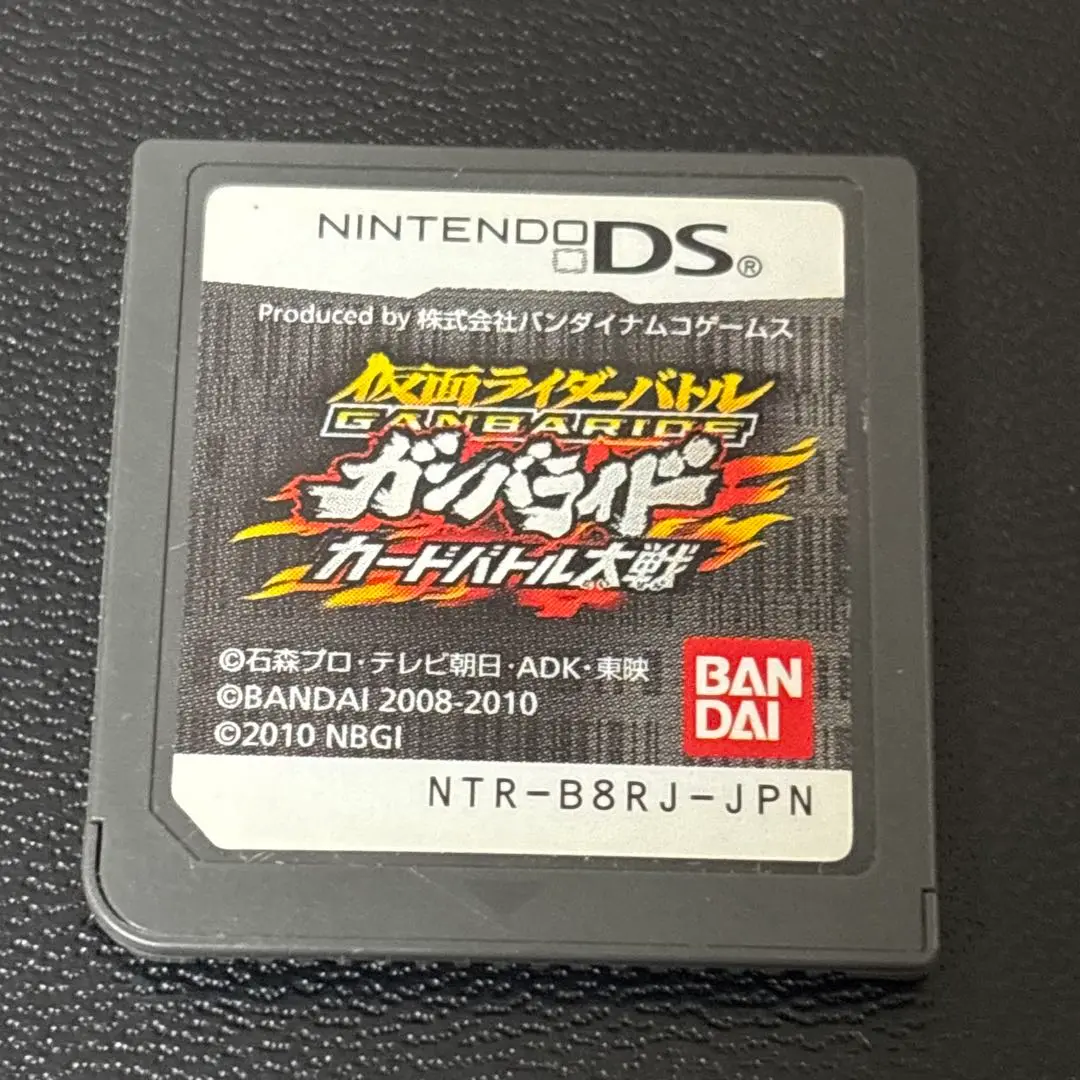 NINTENDO DS®
Produced by 株式会社バンダイナムコゲームス
仮面ライダーバトル
GANBARIDE
ガンバライド
カードバトル大戦
©石森プロ・テレビ朝日・ADK・東映
©BANDAI 2008-2010
©2010 NBGI
BAN
DAI
NTR-B8RJ-JPN